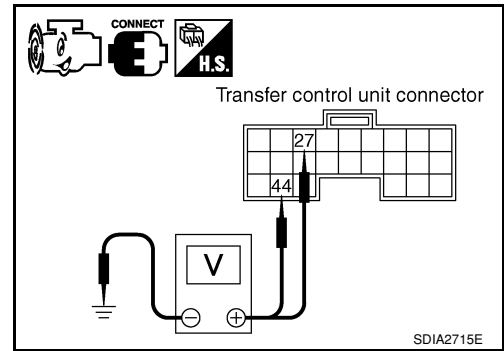 CONNECT
H.S.
Transfer control unit connector
27
44
V
− +
SDIA2715E